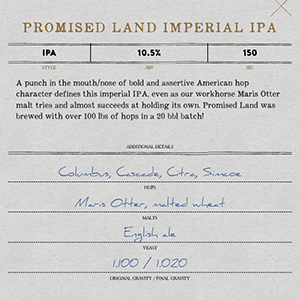 PROMISED LAND IMPERIAL IPA
IPA 10.5% 150
STYLE ABV IBU
A punch in the mouth/nose of bold and assertive American hop
character defines this imperial IPA, even as our workhorse Maris Otter
malt tries and almost succeeds at holding its own. Promised Land was
brewed with over 100 lbs of hops in a 20 bbl batch!
ADDITIONAL DETAILS
Columbus, Cascade, Citra, Simcoe
HOPS
Maris Otter, malted wheat
MALTS
English ale
YEAST
1.100 / 1.020
ORIGINAL GRAVITY / FINAL GRAVITY